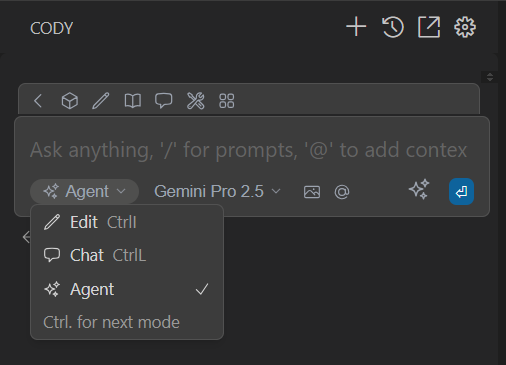 CODY
Ask anything, '/' for prompts, '@' to add contex
Agent Gemini Pro 2.5 @
Edit CtrlI
Chat CtrlL
Agent
Ctrl. for next mode